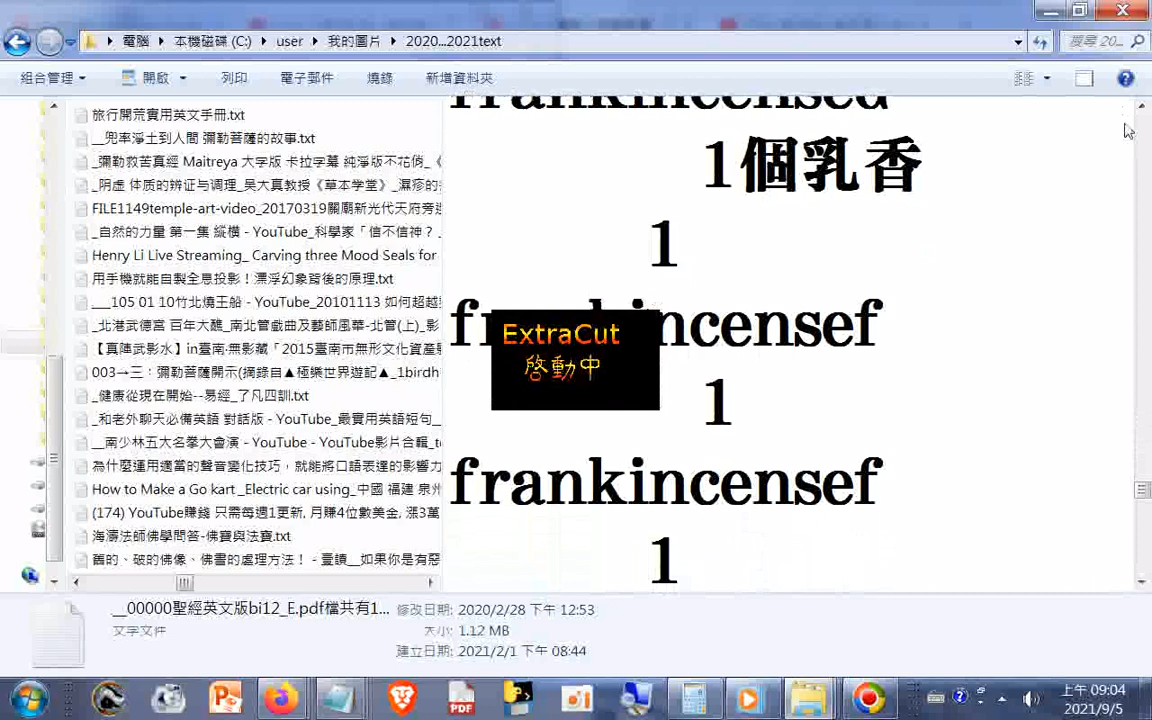 電腦 本機磁碟 (C:) user 我的圖片 2020...2021text
搜尋 20...
組合管理 開啟 列印 電子郵件 燒錄 新增資料夾
旅行開荒實用英文手冊.txt
__兜率淨土到人間 彌勒菩薩的故事.txt
_彌勒救苦真經 Maitreya 大字版 卡拉字幕 純淨版不花俏_《
_阴虚 体质的辨证与调理_吴大真教授《草本学堂》_濕疹的
FILE1149temple-art-video_20170319關廟新光代天府旁
_自然的力量 第一集 縱橫 - YouTube_科學家「信不信神？
Henry Li Live Streaming_ Carving three Mood Seals for
用手機就能自製全息投影！漂浮幻象背後的原理.txt
___105 01 10竹北燒王船 - YouTube_20101113 如何超越
_北港武德宮 百年大醮_南北管戲曲及藝師風華-北管(上)_影
【真陣武影水】in臺南·無影藏「2015臺南市無形文化資產
003→三︰彌勒菩薩開示(摘錄自▲極樂世界遊記▲_1birdh
_健康從現在開始--易經_了凡四訓.txt
_和老外聊天必備英語 對話版 - YouTube_最實用英語短句_
__南少林五大名拳大會演 - YouTube - YouTube影片合輯_t
為什麼運用適當的聲音變化技巧，就能將口語表達的影響力
How to Make a Go kart _Electric car using_中國 福建 泉州
(174) YouTube賺錢 只需每週1更新, 月賺4位數美金, 漲3萬
海濤法師佛學問答-佛寶與法寶.txt
舊的、破的佛像、佛書的處理方法！ - 壹讀__如果你是有惡
frankincensed
1個乳香
1
frankincensef
1
frankincensef
1
ExtraCut
啓動中
__00000聖經英文版bi12_E.pdf檔共有1...
文字文件
修改日期: 2020/2/28 下午 12:53
大小: 1.12 MB
建立日期: 2021/2/1 下午 08:44
PDF
上午 09:04
2021/9/5